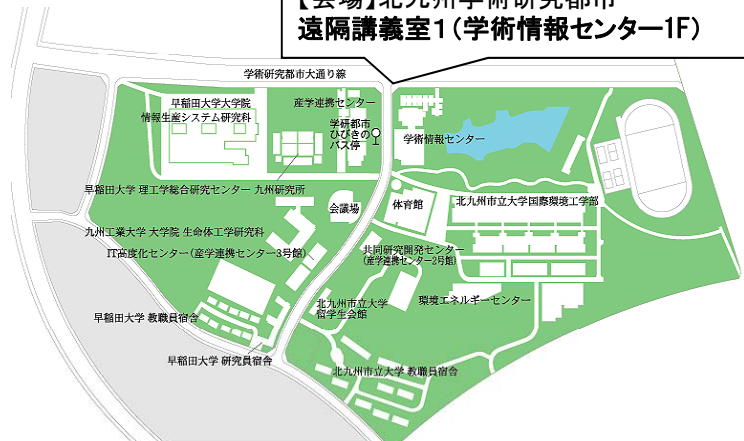 【会場】北九州学術研究都市
遠隔講義室1(学術情報センター1F)
学術研究都市大通り線
早稲田大学大学院
情報生産システム研究科
産学連携センター
学研都市
ひびきの
バス停
学術情報センター
早稲田大学 理工学総合研究センター 九州研究所
会議場
体育館
北九州市立大学国際環境工学部
九州工業大学 大学院 生命体工学研究科
IT高度化センター(産学連携センター3号館)
共同研究開発センター
(産学連携センター2号館)
北九州市立大学
留学生会館
環境エネルギーセンター
早稲田大学 教職員宿舎
早稲田大学 研究員宿舎
北九州市立大学 教職員宿舎